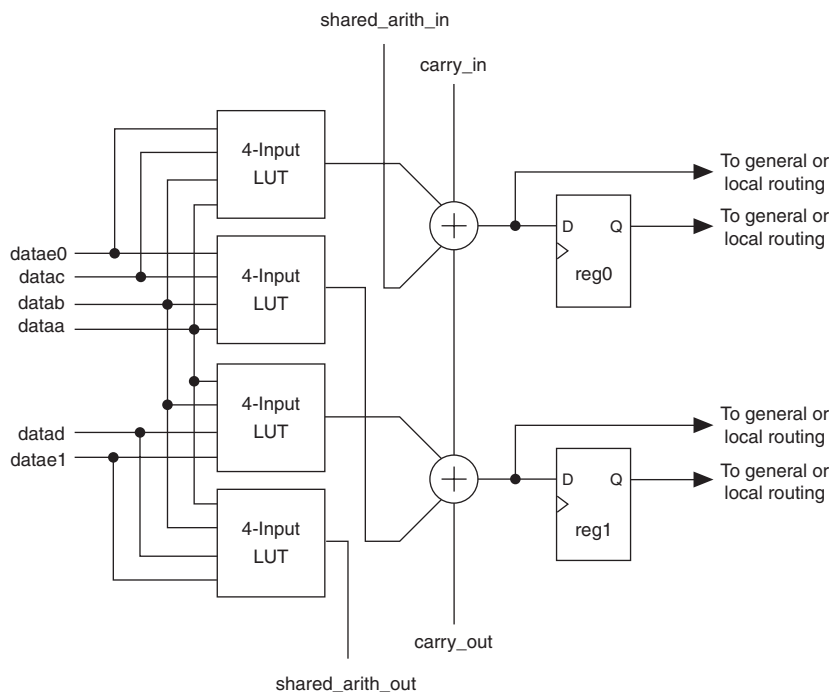 shared_arith_in
carry_in
4-Input
LUT
To general or
local routing
D Q
reg0
To general or
local routing
datae0
datac
datab
dataa
4-Input
LUT
4-Input
LUT
datad
datae1
To general or
local routing
D Q
reg1
To general or
local routing
4-Input
LUT
carry_out
shared_arith_out